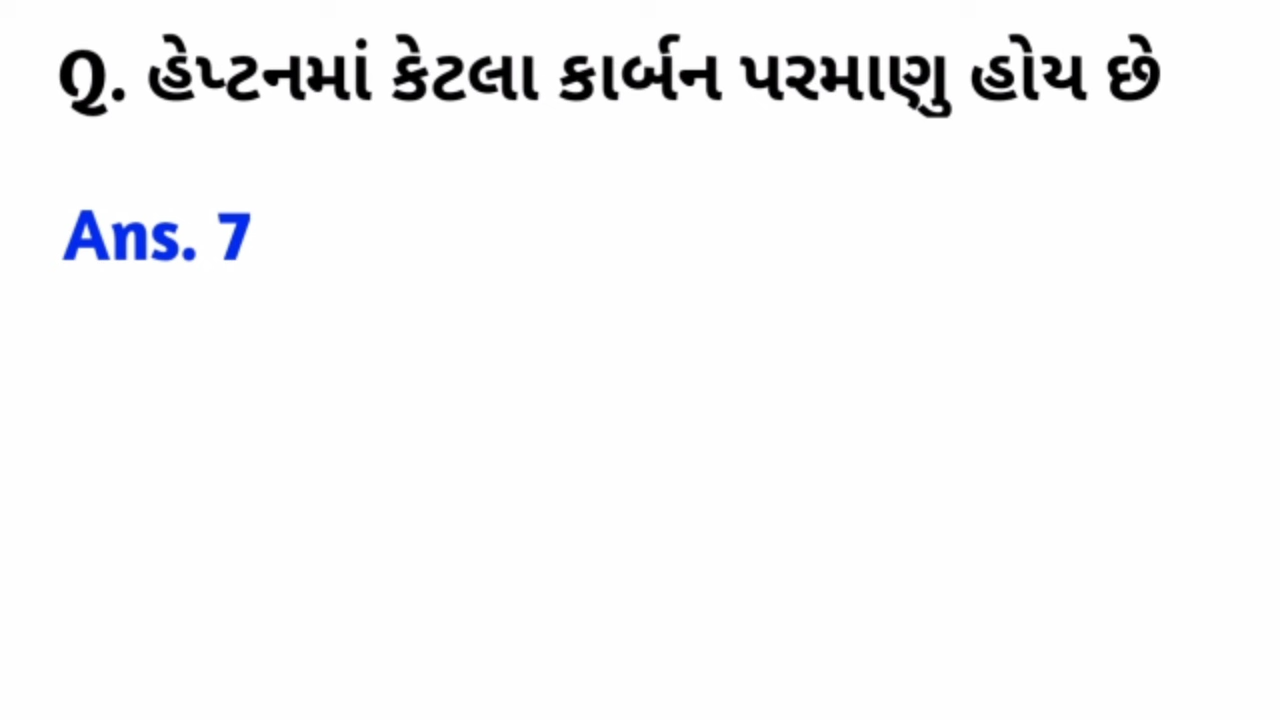 Q. હેપ્ટનમાં કેટલા કાર્બન પરમાણુ હોય છે
Ans. 7